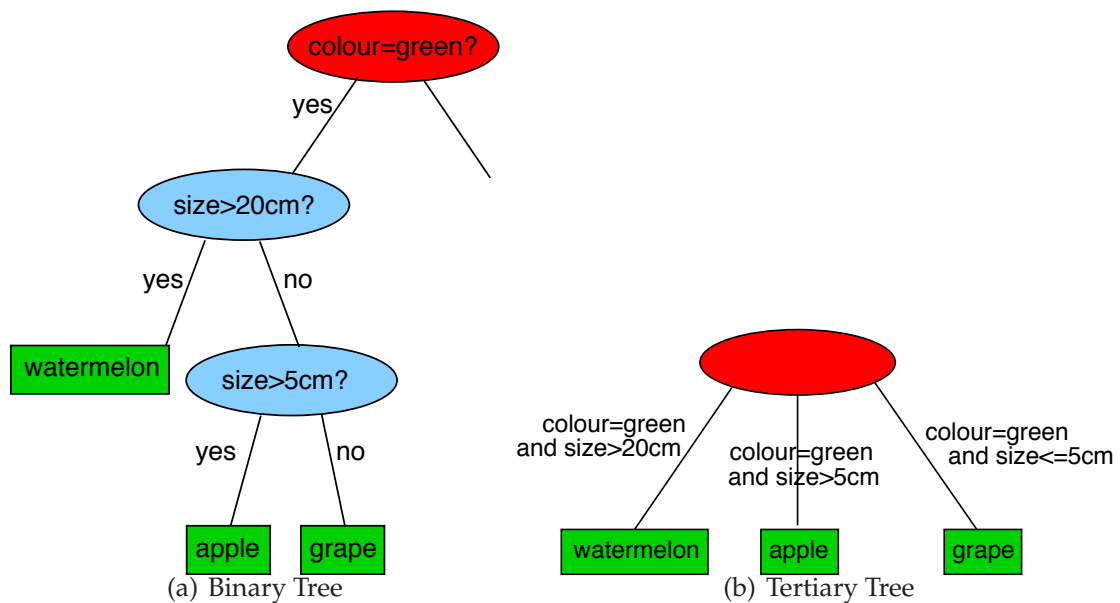 colour=green?
yes
size>20cm?
yes
no
watermelon
size>5cm?
yes
no
apple
grape
(a) Binary Tree
colour=green
and size>20cm
colour=green
and size>5cm
colour=green
and size<=5cm
watermelon
apple
grape
(b) Tertiary Tree